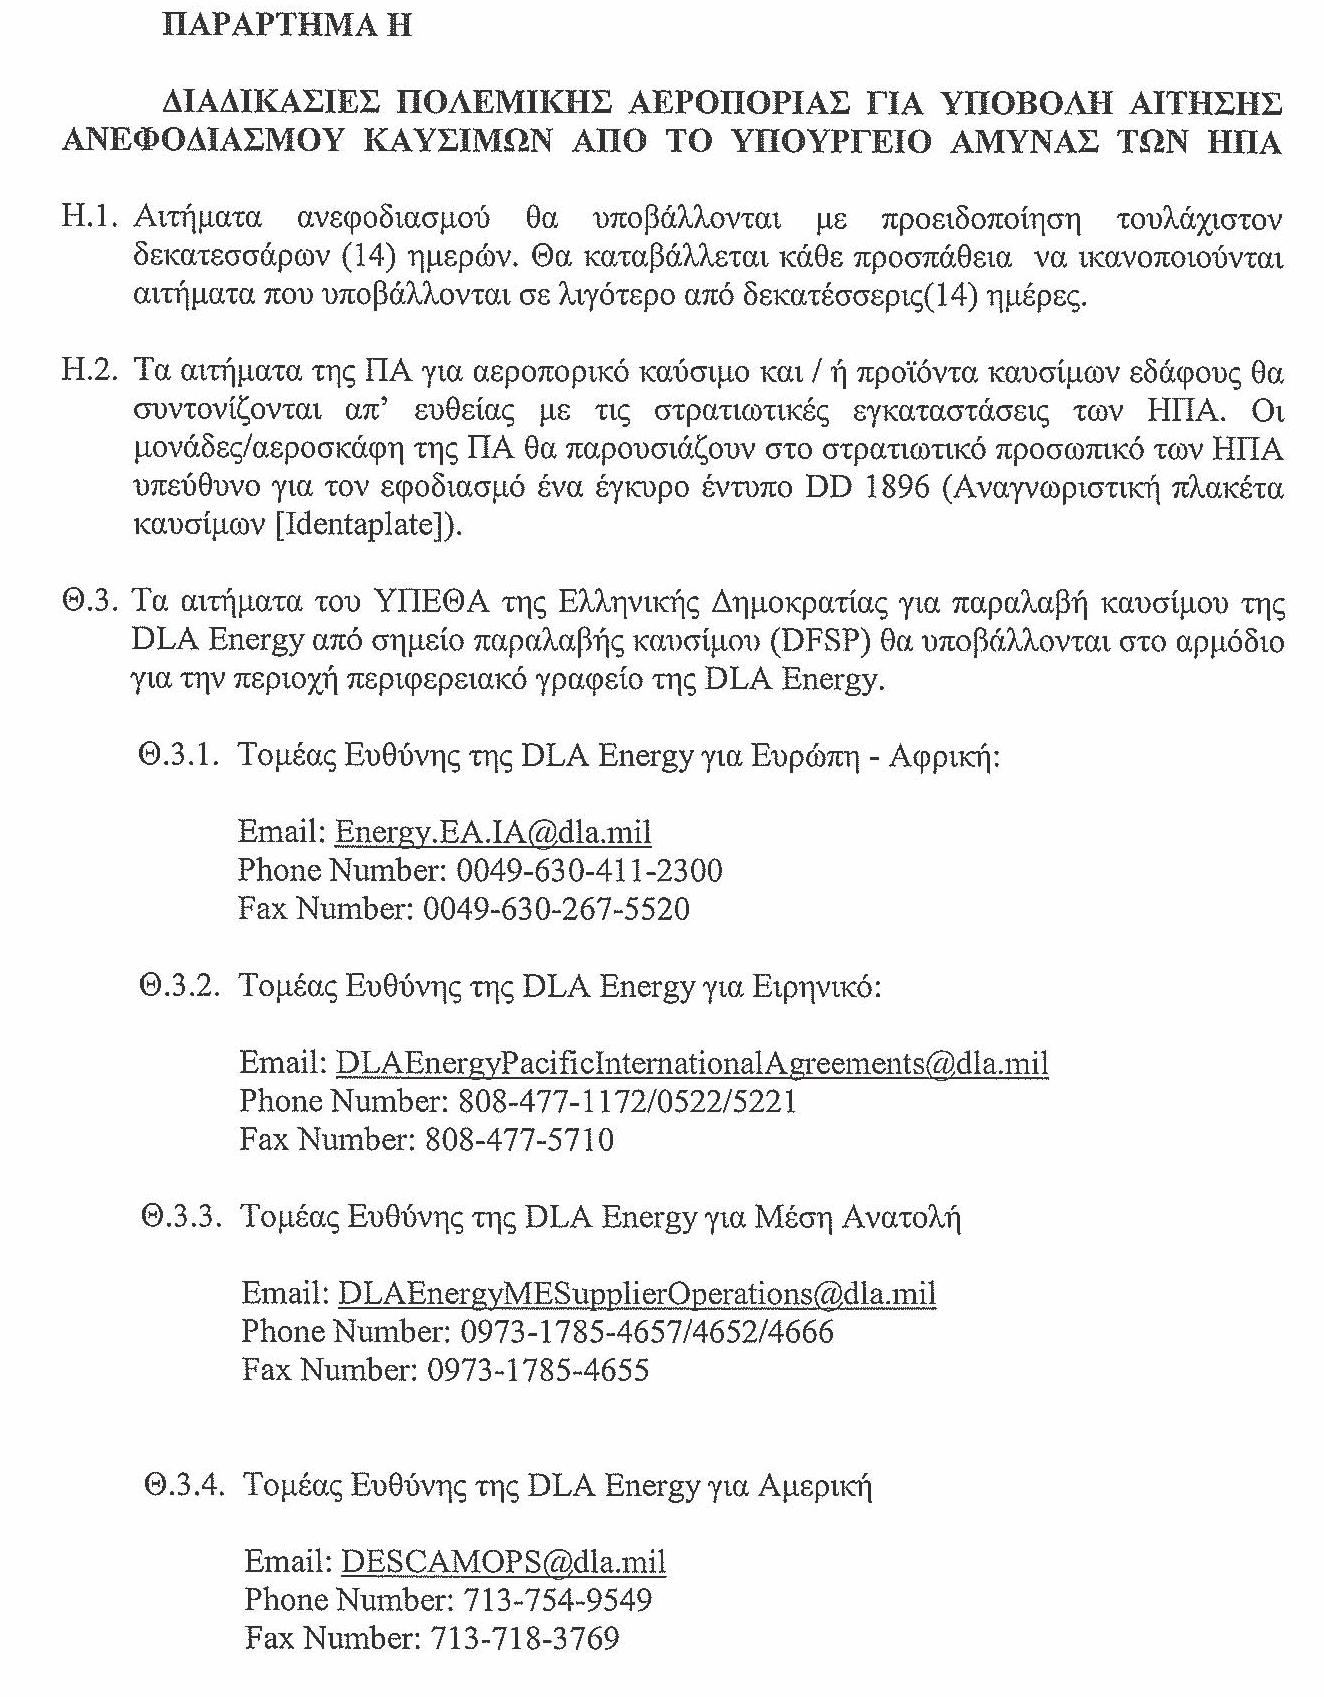 ΠΑΡΑΡΤΗΜΑ Η
ΔΙΑΔΙΚΑΣΙΕΣ ΠΟΛΕΜΙΚΗΣ ΑΕΡΟΠΟΡΙΑΣ ΓΙΑ ΥΠΟΒΟΛΗ ΑΙΤΗΣΗΣ
ΑΝΕΦΟΔΙΑΣΜΟΥ ΚΑΥΣΙΜΩΝ ΑΠΟ ΤΟ ΥΠΟΥΡΓΕΙΟ ΑΜΥΝΑΣ ΤΩΝ ΗΠΑ
Η.1. Αιτήματα ανεφοδιασμού θα υποβάλλονται με προειδοποίηση τουλάχιστον
δεκατεσσάρων (14) ημερών. Θα καταβάλλεται κάθε προσπάθεια να ικανοποιούνται
αιτήματα που υποβάλλονται σε λιγότερο από δεκατέσσερις(14) ημέρες.
Η.2. Τα αιτήματα της ΠΑ για αεροπορικό καύσιμο και / ή προϊόντα καυσίμων εδάφους θα
συντονίζονται απ’ ευθείας με τις στρατιωτικές εγκαταστάσεις των ΗΠΑ. Οι
μονάδες/αεροσκάφη της ΠΑ θα παρουσιάζουν στο στρατιωτικό προσωπικό των ΗΠΑ
υπεύθυνο για τον εφοδιασμό ένα έγκυρο έντυπο DD 1896 (Αναγνωριστική πλακέτα
καυσίμων [Identaplate]).
Θ.3. Τα αιτήματα του ΥΠΕΘΑ της Ελληνικής Δημοκρατίας για παραλαβή καυσίμου της
DLA Energy από σημείο παραλαβής καυσίμου (DFSP) θα υποβάλλονται στο αρμόδιο
για την περιοχή περιφερειακό γραφείο της DLA Energy.
Θ.3.1. Τομέας Ευθύνης της DLA Energy για Ευρώπη - Αφρική:
Email: Energy.EA.IA@dla.mil
Phone Number: 0049-630-411-2300
Fax Number: 0049-630-267-5520
Θ.3.2. Τομέας Ευθύνης της DLA Energy για Ειρηνικό:
Email: DLAEnergyPacificInternationalAgreements@dla.mil
Phone Number: 808-477-1172/0522/5221
Fax Number: 808-477-5710
Θ.3.3. Τομέας Ευθύνης της DLA Energy για Μέση Ανατολή
Email: DLAEnergyMESupplierOperations@dla.mil
Phone Number: 0973-1785-4657/4652/4666
Fax Number: 0973-1785-4655
Θ.3.4. Τομέας Ευθύνης της DLA Energy για Αμερική
Email: DESCAMOPS@dla.mil
Phone Number: 713-754-9549
Fax Number: 713-718-3769